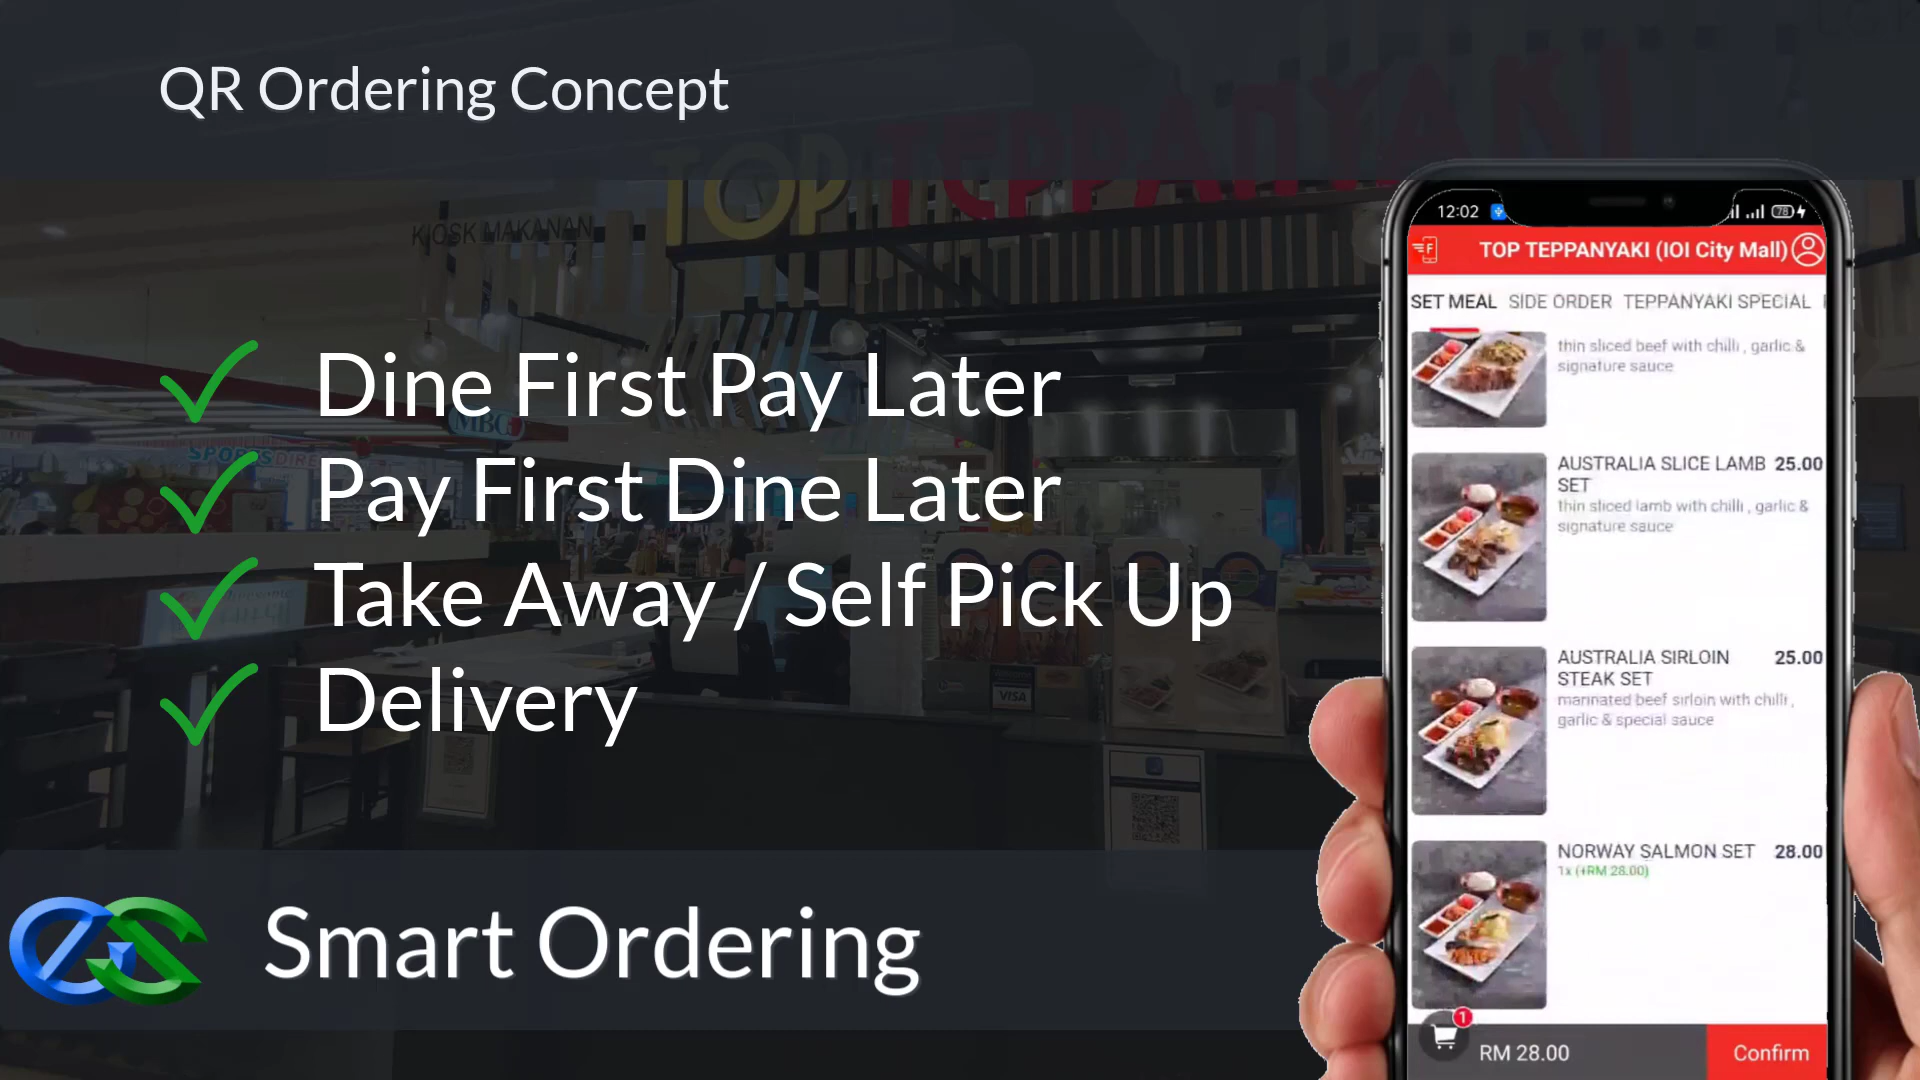 QR Ordering Concept
TOP TEPPANYAKI
KIOSK MAKANAN
MBG
SPORTSDIRE
Dine First Pay Later
Pay First Dine Later
Take Away / Self Pick Up
Delivery
VISA
Smart Ordering
12:02
78
TOP TEPPANYAKI (IOI City Mall)
SET MEAL SIDE ORDER TEPPANYAKI SPECIAL
thin sliced beef with chilli , garlic &
signature sauce
AUSTRALIA SLICE LAMB 25.00
SET
thin sliced lamb with chilli , garlic &
signature sauce
AUSTRALIA SIRLOIN 25.00
STEAK SET
marinated beef sirloin with chilli ,
garlic & special sauce
NORWAY SALMON SET 28.00
1x (+RM 28.00)
1
RM 28.00
Confirm